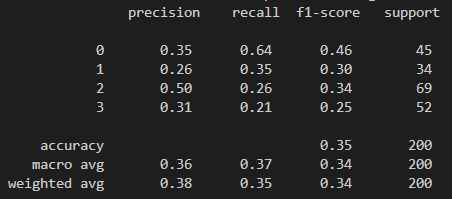 precision recall f1-score support
0 0.35 0.64 0.46 45
1 0.26 0.35 0.30 34
2 0.50 0.26 0.34 69
3 0.31 0.21 0.25 52
accuracy 0.35 200
macro avg 0.36 0.37 0.34 200
weighted avg 0.38 0.35 0.34 200